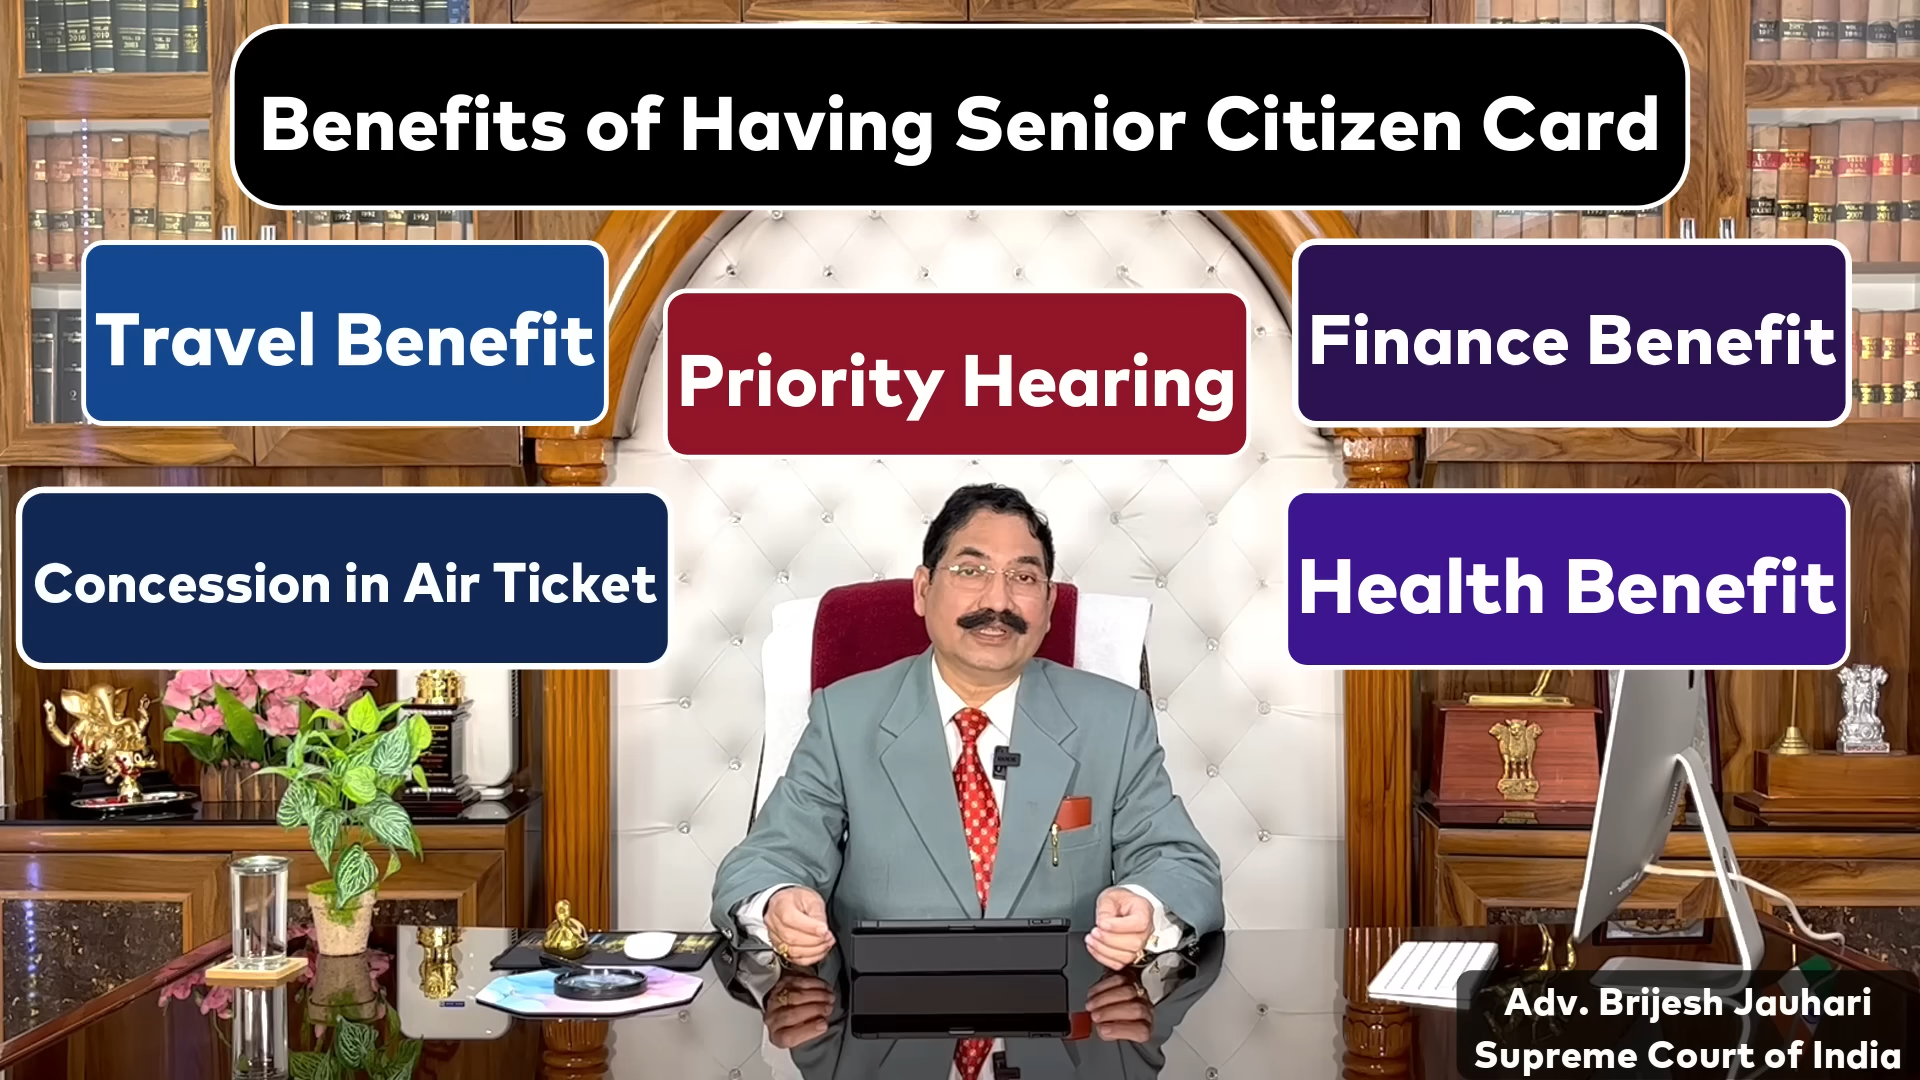 Benefits of Having Senior Citizen Card
Travel Benefit
Priority Hearing
Finance Benefit
Concession in Air Ticket
Health Benefit
Adv. Brijesh Jauhari
Supreme Court of India